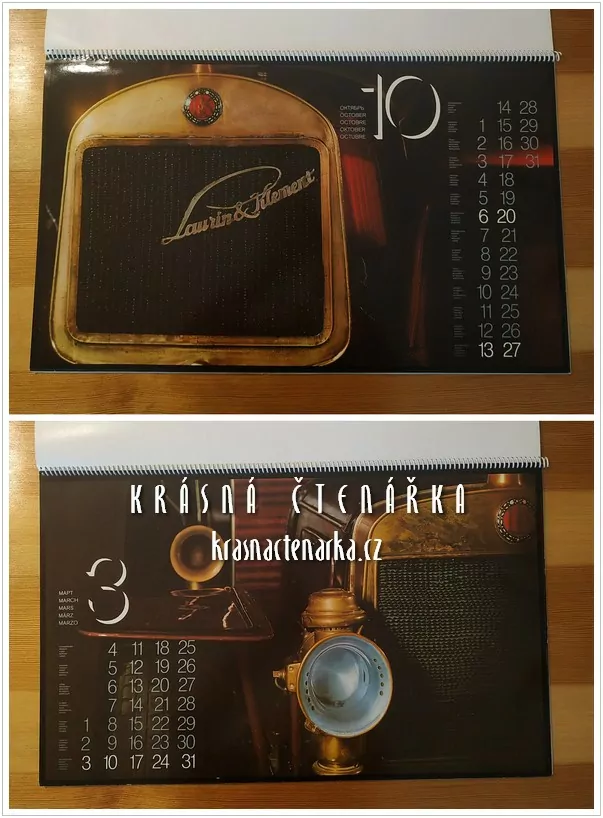 10
ОКТЯБРЬ
OCTOBER
OCTOBRE
OKTOBER
OCTUBRE
Laurin & Klement
14 28
1 15 29
2 16 30
3 17 31
4 18
5 19
6 20
7 21
8 22
9 23
10 24
11 25
12 26
13 27
KRÁSNÁ ČTENÁŘKA
krasnactenarka.cz
3
МАРТ
MARCH
MARS
MÄRZ
MARZO
4 11 18 25
5 12 19 26
6 13 20 27
7 14 21 28
1 8 15 22 29
2 9 16 23 30
3 10 17 24 31